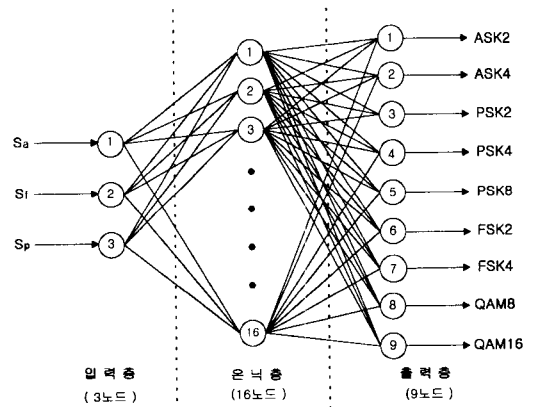 1
ASK2
2
ASK4
3
PSK2
4
PSK4
5
PSK8
6
FSK2
7
FSK4
8
QAM8
9
QAM16
1
2
3
16
Sa
1
Sf
2
Sp
3
입 력 층
(3노드)
은 닉 층
(16노드)
출 력 층
(9노드)